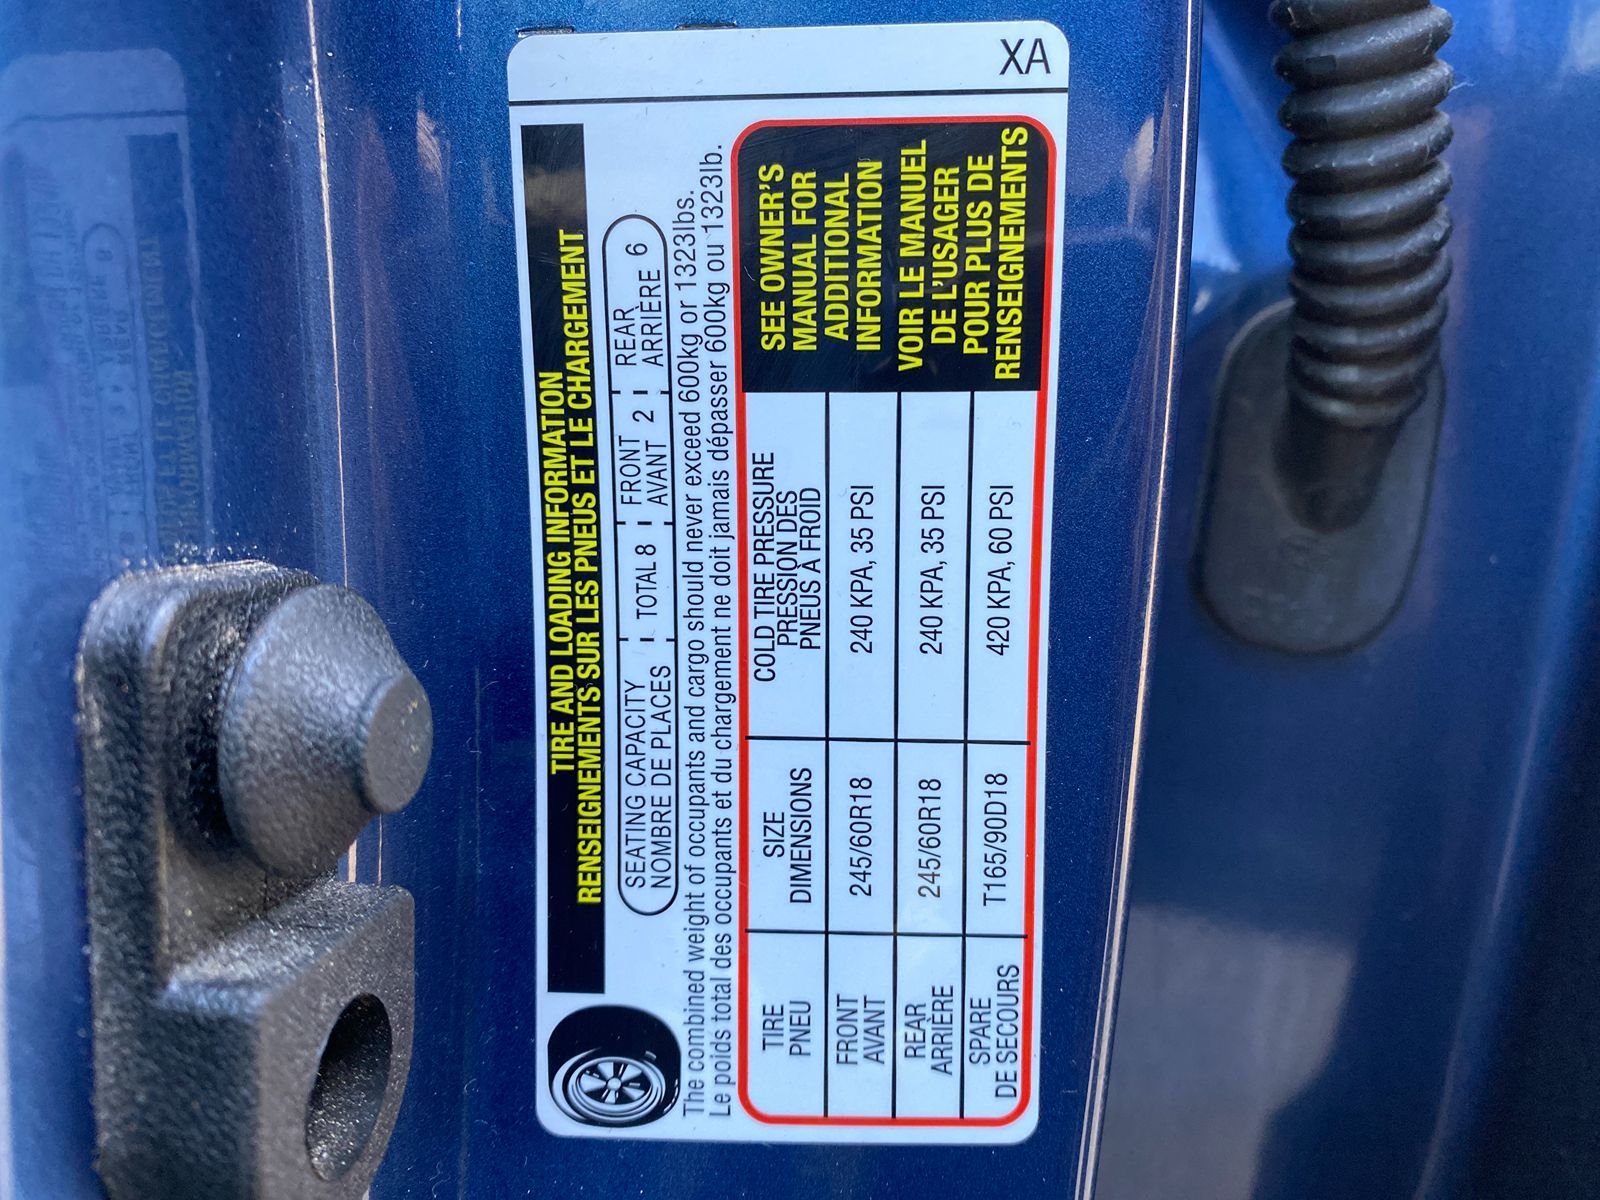 XA
TIRE AND LOADING INFORMATION
RENSEIGNEMENTS SUR LES PNEUS ET LE CHARGEMENT
SEATING CAPACITY
NOMBRE DE PLACES
TOTAL 8
FRONT
AVANT 2
REAR
ARRIÈRE 6
The combined weight of occupants and cargo should never exceed 600kg or 1323lbs.
Le poids total des occupants et du chargement ne doit jamais dépasser 600kg ou 1323lb.
TIRE
PNEU
SIZE
DIMENSIONS
COLD TIRE PRESSURE
PRESSION DES
PNEUS À FROID
FRONT
AVANT
245/60R18
240 KPA, 35 PSI
REAR
ARRIÈRE
245/60R18
240 KPA, 35 PSI
SPARE
DE SECOURS
T165/90D18
420 KPA, 60 PSI
SEE OWNER'S
MANUAL FOR
ADDITIONAL
INFORMATION
VOIR LE MANUEL
DE L'USAGER
POUR PLUS DE
RENSEIGNEMENTS